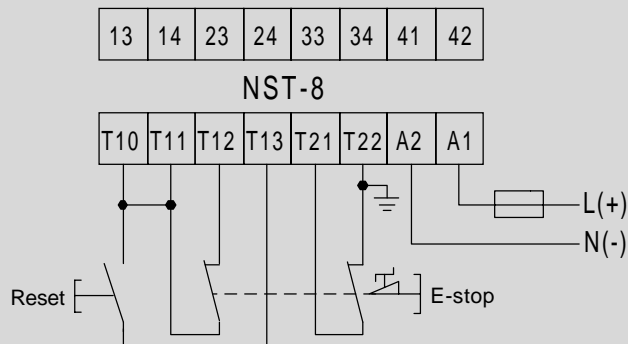 13 14 23 24 33 34 41 42
NST-8
T10 T11 T12 T13 T21 T22 A2 A1
L(+)
N(-)
Reset
E-stop